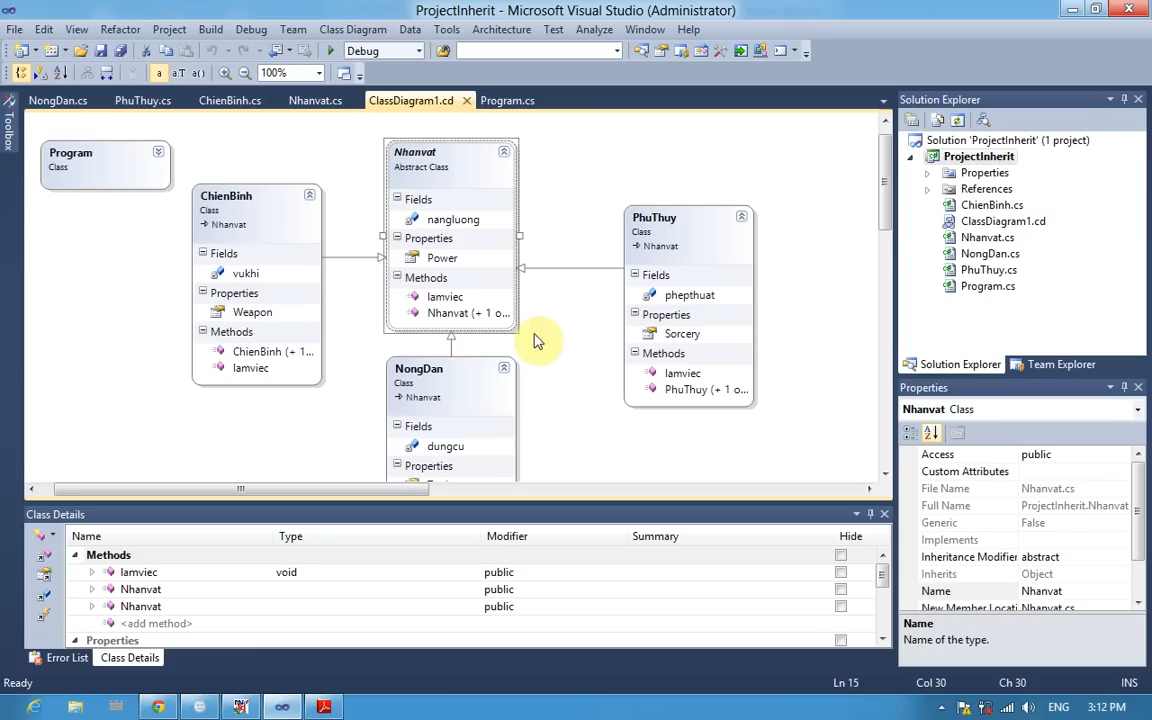 ProjectInherit - Microsoft Visual Studio (Administrator)
File Edit View Refactor Project Build Debug Team Class Diagram Data Tools Architecture Test Analyze Window Help
Debug
100%
NongDan.cs PhuThuy.cs ChienBinh.cs Nhanvat.cs ClassDiagram1.cd Program.cs
Toolbox
Program
Class
ChienBinh
Class
Nhanvat
Fields
vukhi
Properties
Weapon
Methods
ChienBinh (+ 1...
lamviec
Nhanvat
Abstract Class
Fields
nangluong
Properties
Power
Methods
lamviec
Nhanvat (+ 1 o...
NongDan
Class
Nhanvat
Fields
dungcu
Properties
PhuThuy
Class
Nhanvat
Fields
phepthuat
Properties
Sorcery
Methods
lamviec
PhuThuy (+ 1 o...
Class Details
Name Type Modifier Summary Hide
Methods
lamviec void public
Nhanvat public
Nhanvat public
<add method>
Properties
Error List Class Details
Solution Explorer
Solution 'ProjectInherit' (1 project)
ProjectInherit
Properties
References
ChienBinh.cs
ClassDiagram1.cd
Nhanvat.cs
NongDan.cs
PhuThuy.cs
Program.cs
Solution Explorer Team Explorer
Properties
Nhanvat Class
Access public
Custom Attributes
File Name Nhanvat.cs
Full Name ProjectInherit.Nhanvat
Generic False
Implements
Inheritance Modifier abstract
Inherits Object
Name Nhanvat
New Member Locati Nhanvat.cs
Name
Name of the type.
Ready Ln 15 Col 30 Ch 30 INS
ENG 3:12 PM